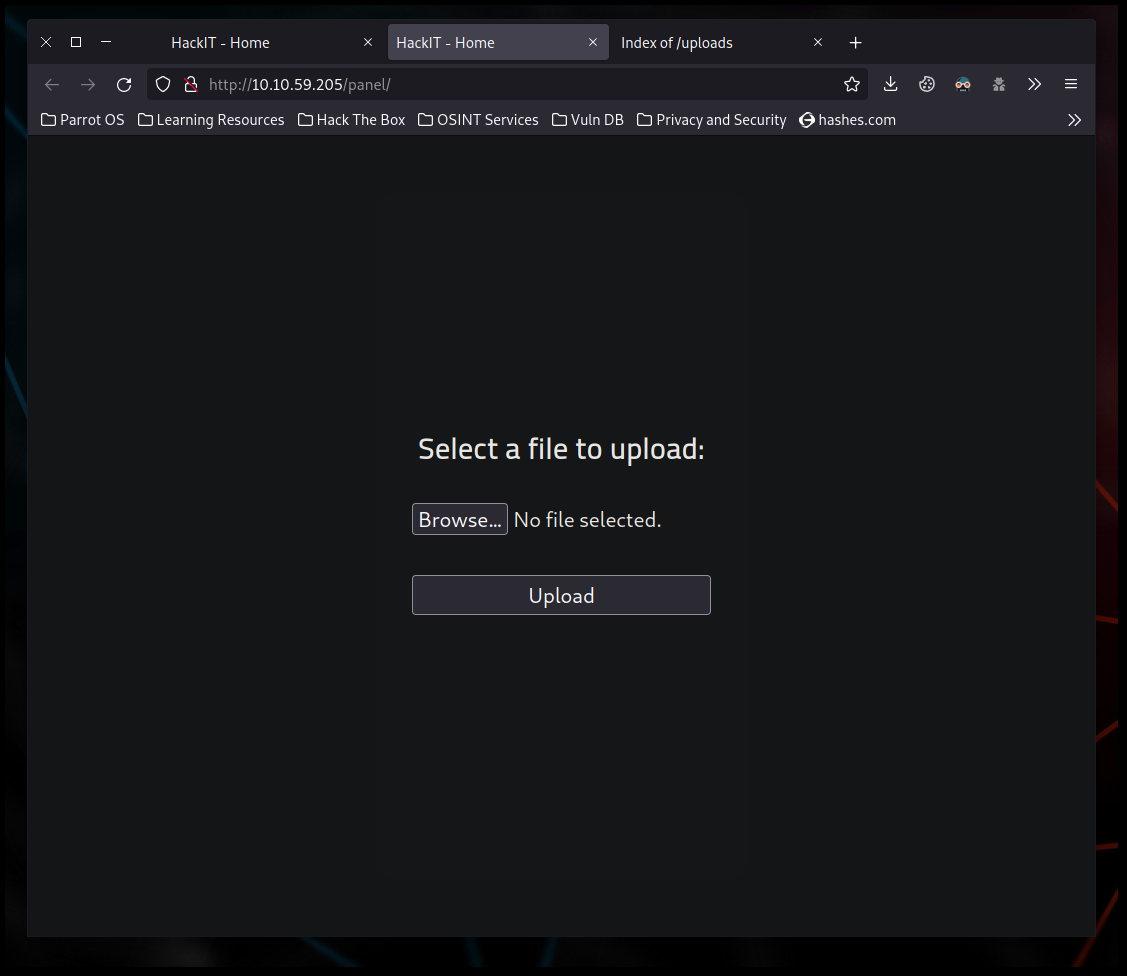 HackIT - Home HackIT - Home Index of /uploads
http://10.10.59.205/panel/
Parrot OS Learning Resources Hack The Box OSINT Services Vuln DB Privacy and Security hashes.com
Select a file to upload:
Browse... No file selected.
Upload